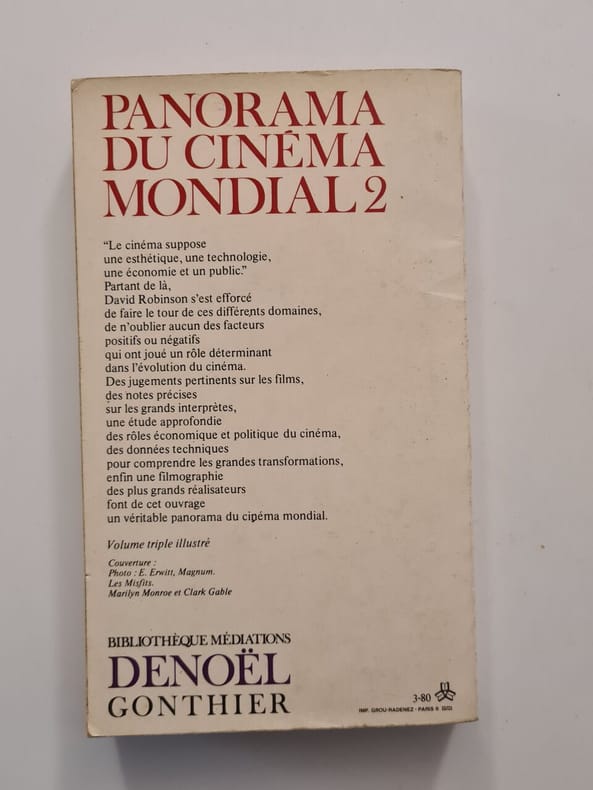 PANORAMA
DU CINÉMA
MONDIAL 2
“Le cinéma suppose
une esthétique, une technologie,
une économie et un public.”
Partant de là,
David Robinson s'est efforcé
de faire le tour de ces différents domaines,
de n'oublier aucun des facteurs
positifs ou négatifs
qui ont joué un rôle déterminant
dans l'évolution du cinéma.
Des jugements pertinents sur les films,
des notes précises
sur les grands interprètes,
une étude approfondie
des rôles économique et politique du cinéma,
des données techniques
pour comprendre les grandes transformations,
enfin une filmographie
des plus grands réalisateurs
font de cet ouvrage
un véritable panorama du cinéma mondial.
Volume triple illustré
Couverture :
Photo : E. Erwitt, Magnum.
Les Misfits.
Marilyn Monroe et Clark Gable
BIBLIOTHÈQUE MÉDIATIONS
DENOËL
GONTHIER
3-80
IMP. GROU-RADENEZ - PARIS 6